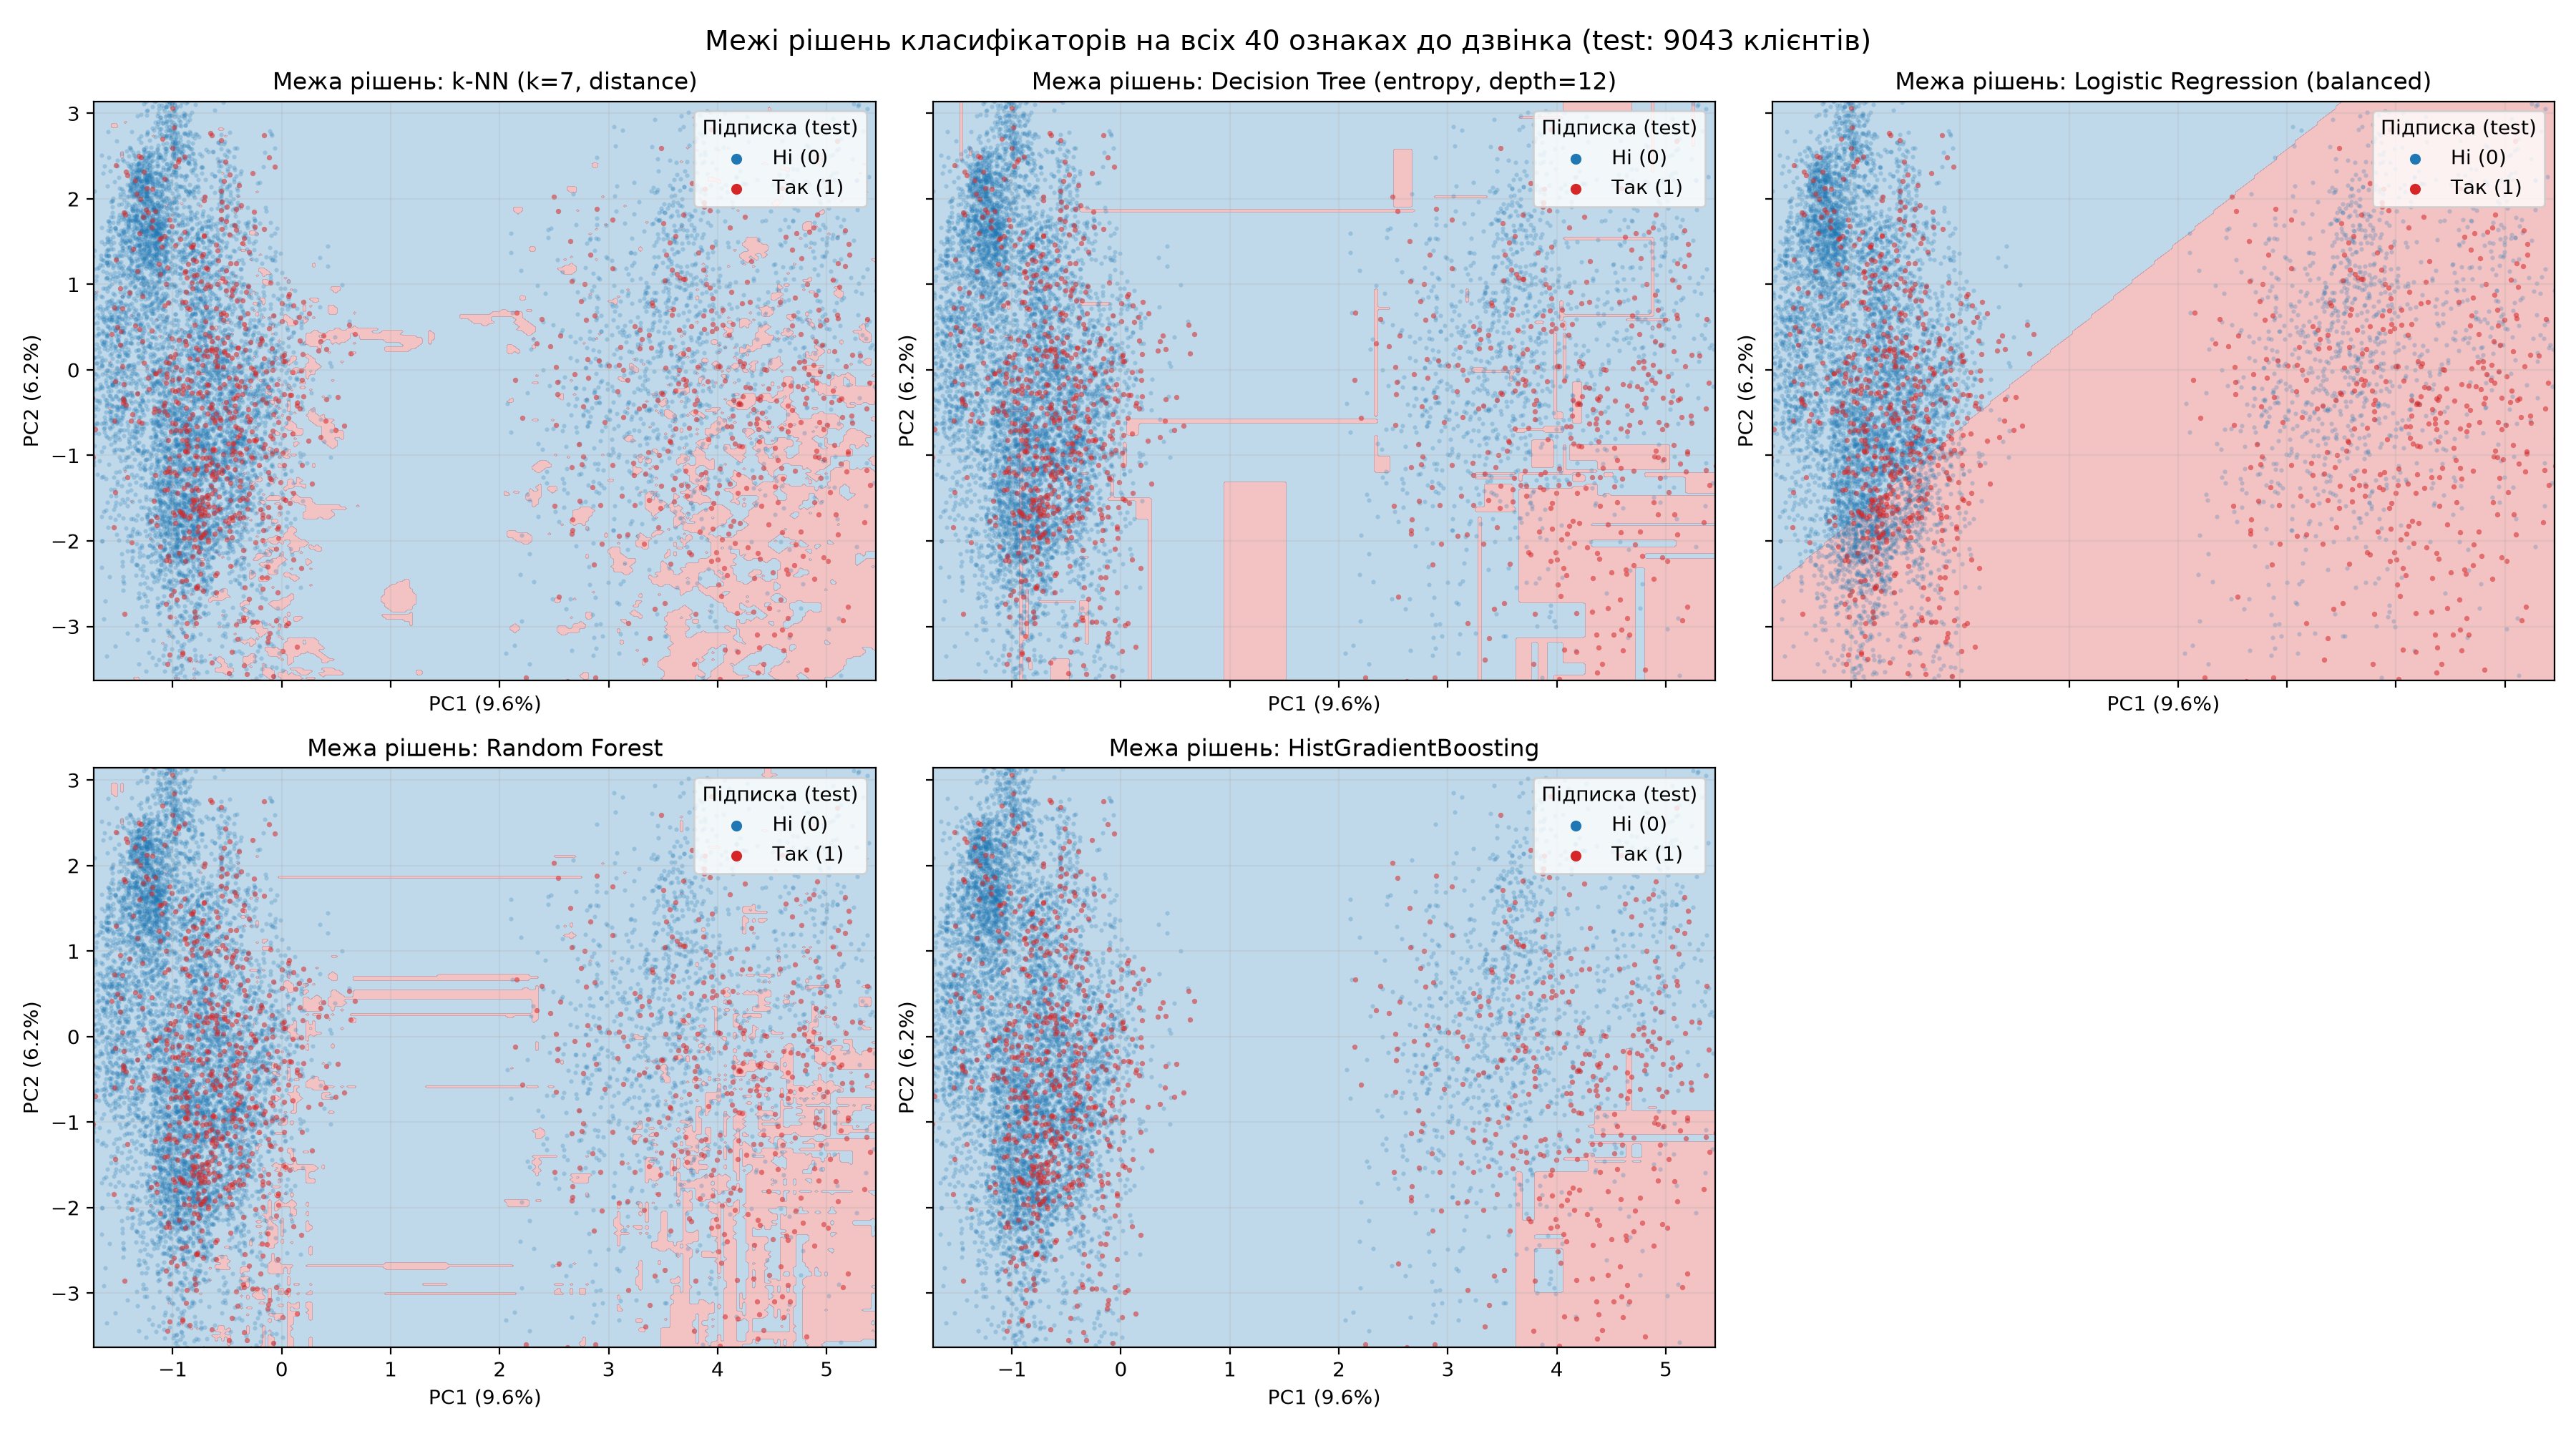 Межі рішень класифікаторів на всіх 40 ознаках до дзвінка (test: 9043 клієнтів)
Межа рішень: k-NN (k=7, distance)
3
2
1
0
−1
−2
−3
PC2 (6.2%)
PC1 (9.6%)
Підписка (test)
Ні (0)
Так (1)
Межа рішень: Decision Tree (entropy, depth=12)
PC2 (6.2%)
PC1 (9.6%)
Підписка (test)
Ні (0)
Так (1)
Межа рішень: Logistic Regression (balanced)
PC2 (6.2%)
PC1 (9.6%)
Підписка (test)
Ні (0)
Так (1)
Межа рішень: Random Forest
3
2
1
0
−1
−2
−3
PC2 (6.2%)
−1 0 1 2 3 4 5
PC1 (9.6%)
Підписка (test)
Ні (0)
Так (1)
Межа рішень: HistGradientBoosting
PC2 (6.2%)
−1 0 1 2 3 4 5
PC1 (9.6%)
Підписка (test)
Ні (0)
Так (1)